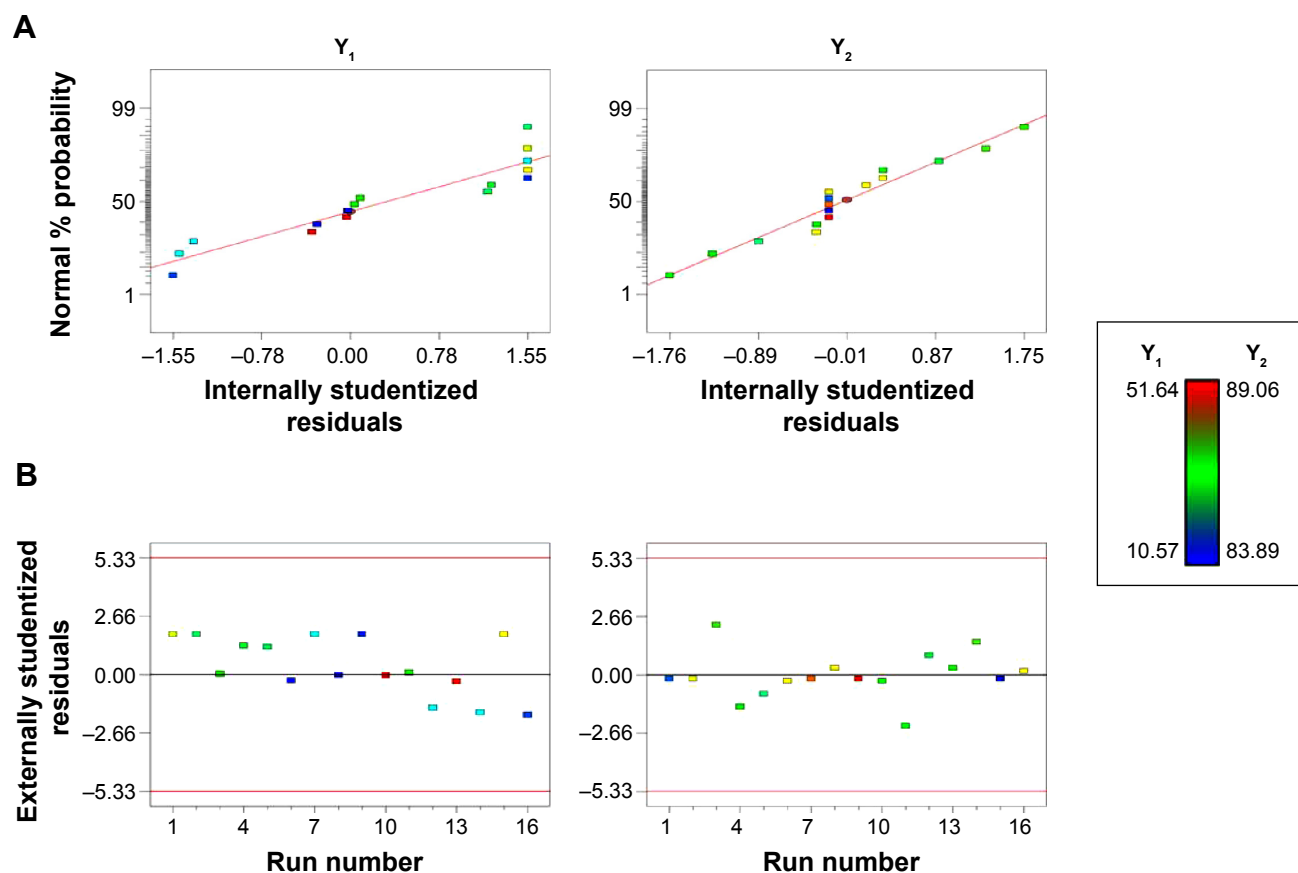 A
Y1
Y2
Normal % probability
99
50
1
–1.55
–0.78
0.00
0.78
1.55
Internally studentized
residuals
99
50
1
–1.76
–0.89
–0.01
0.87
1.75
Internally studentized
residuals
Y1
Y2
51.64
89.06
10.57
83.89
B
Externally studentized
residuals
5.33
2.66
0.00
–2.66
–5.33
1
4
7
10
13
16
Run number
5.33
2.66
0.00
–2.66
–5.33
1
4
7
10
13
16
Run number